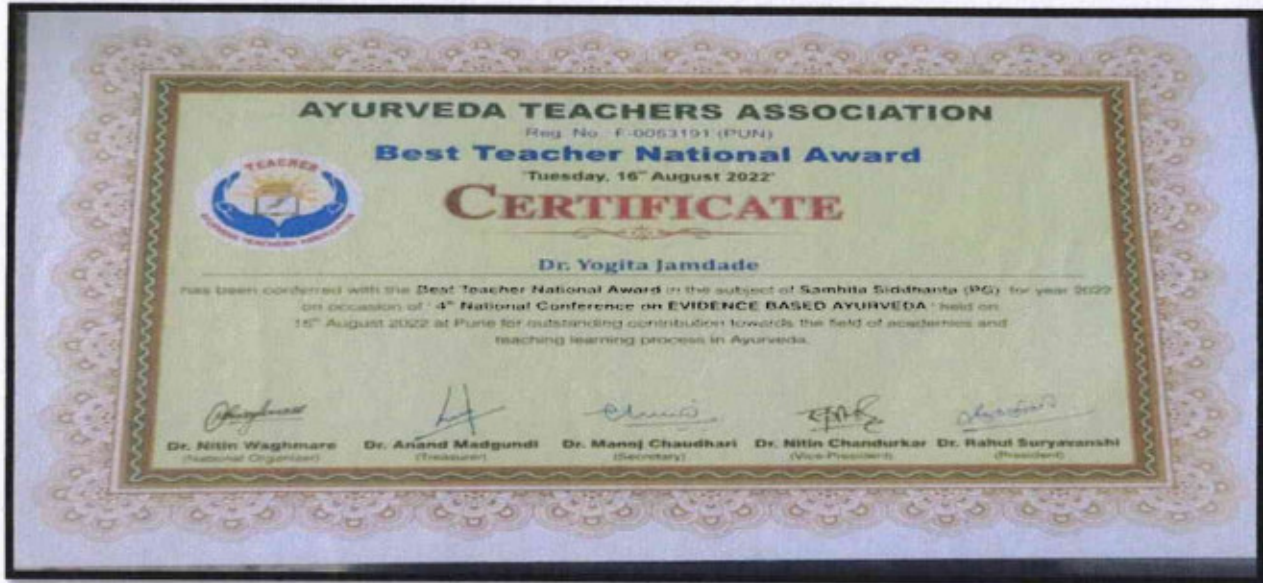 AYURVEDA TEACHERS ASSOCIATION
Reg. No. F-0053191 (PUN)
Best Teacher National Award
"Tuesday, 16th August 2022"
TEACHER
AYURVEDA TEACHERS ASSOCIATION
CERTIFICATE
Dr. Yogita Jamdade
has been conferred with the Best Teacher National Award in the subject of Samhita Siddhanta (PG) for year 2022
on occasion of " 4th National Conference on EVIDENCE BASED AYURVEDA " held on
16th August 2022 at Pune for outstanding contribution towards the field of academics and
teaching learning process in Ayurveda.
Dr. Nitin Waghmare Dr. Anand Madgundi Dr. Manoj Chaudhari Dr. Nitin Chandurkar Dr. Rahul Suryavanshi
(National Organizer) (Treasurer) (Secretary) (Vice-President) (President)